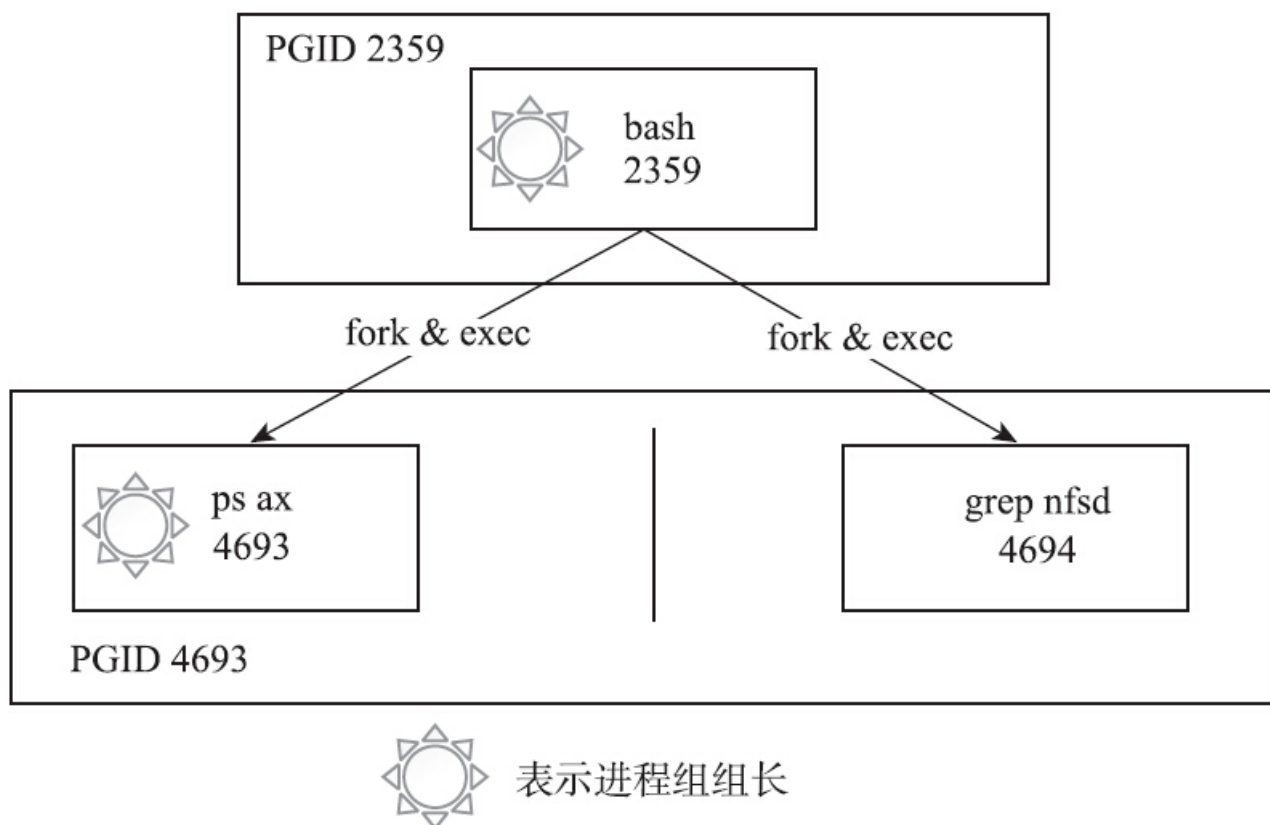 PGID 2359
bash
2359
fork & exec
fork & exec
ps ax
4693
grep nfsd
4694
PGID 4693
表示进程组组长